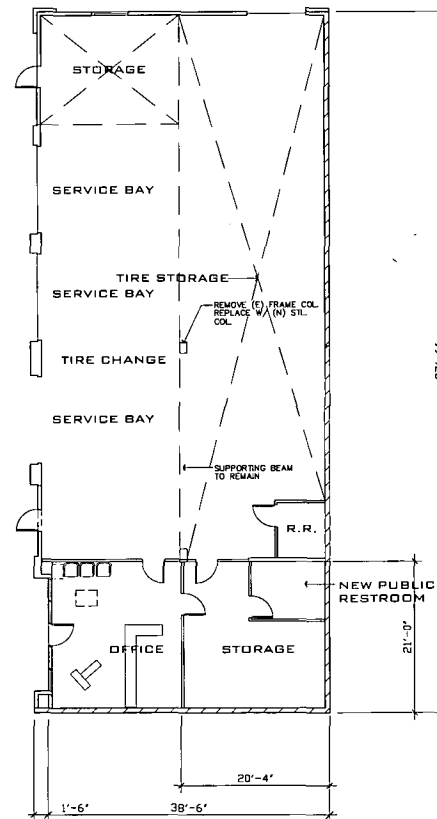 STORAGE
SERVICE BAY
TIRE STORAGE
SERVICE BAY
REMOVE (E) FRAME COL.
REPLACE W/ (N) STL.
COL.
TIRE CHANGE
SERVICE BAY
SUPPORTING BEAM
TO REMAIN
R.R.
NEW PUBLIC
RESTROOM
OFFICE
STORAGE
21'-0"
20'-4"
1'-6"
38'-6"